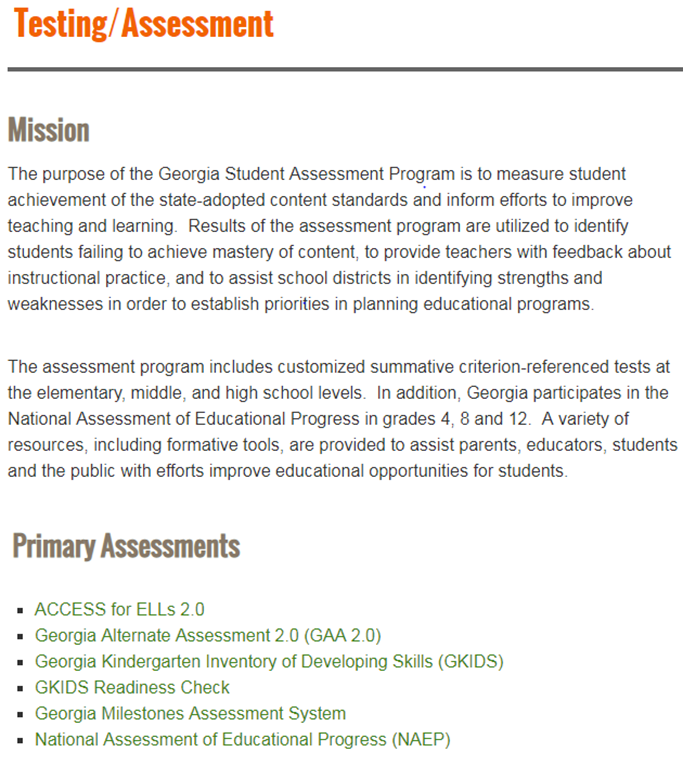 Testing/Assessment
Mission
The purpose of the Georgia Student Assessment Program is to measure student
achievement of the state-adopted content standards and inform efforts to improve
teaching and learning.  Results of the assessment program are utilized to identify
students failing to achieve mastery of content, to provide teachers with feedback about
instructional practice, and to assist school districts in identifying strengths and
weaknesses in order to establish priorities in planning educational programs.
The assessment program includes customized summative criterion-referenced tests at
the elementary, middle, and high school levels.  In addition, Georgia participates in the
National Assessment of Educational Progress in grades 4, 8 and 12.  A variety of
resources, including formative tools, are provided to assist parents, educators, students
and the public with efforts improve educational opportunities for students.
Primary Assessments
ACCESS for ELLs 2.0
Georgia Alternate Assessment 2.0 (GAA 2.0)
Georgia Kindergarten Inventory of Developing Skills (GKIDS)
GKIDS Readiness Check
Georgia Milestones Assessment System
National Assessment of Educational Progress (NAEP)